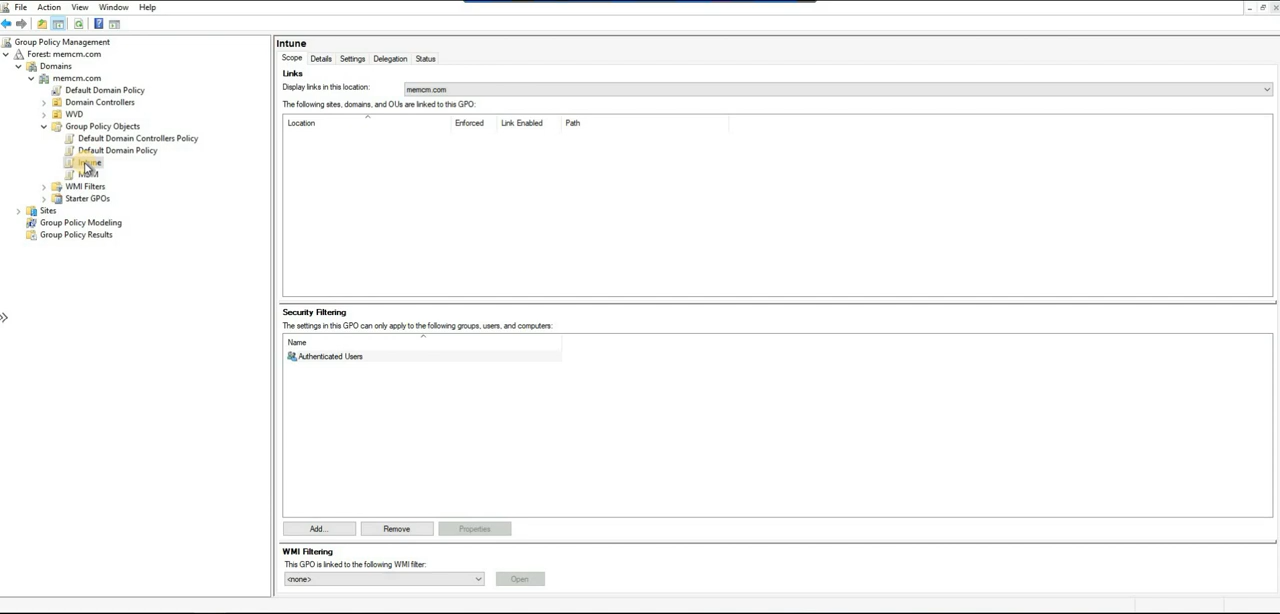 File Action View Window Help
Group Policy Management
Forest: memcm.com
Domains
memcm.com
Default Domain Policy
Domain Controllers
WVD
Group Policy Objects
Default Domain Controllers Policy
Default Domain Policy
Intune
WMI Filters
Starter GPOs
Sites
Group Policy Modeling
Group Policy Results
Intune
Scope Details Settings Delegation Status
Links
Display links in this location: memcm.com
The following sites, domains, and OUs are linked to this GPO:
Location Enforced Link Enabled Path
Security Filtering
The settings in this GPO can only apply to the following groups, users, and computers:
Name
Authenticated Users
Add... Remove Properties
WMI Filtering
This GPO is linked to the following WMI filter:
<none> Open